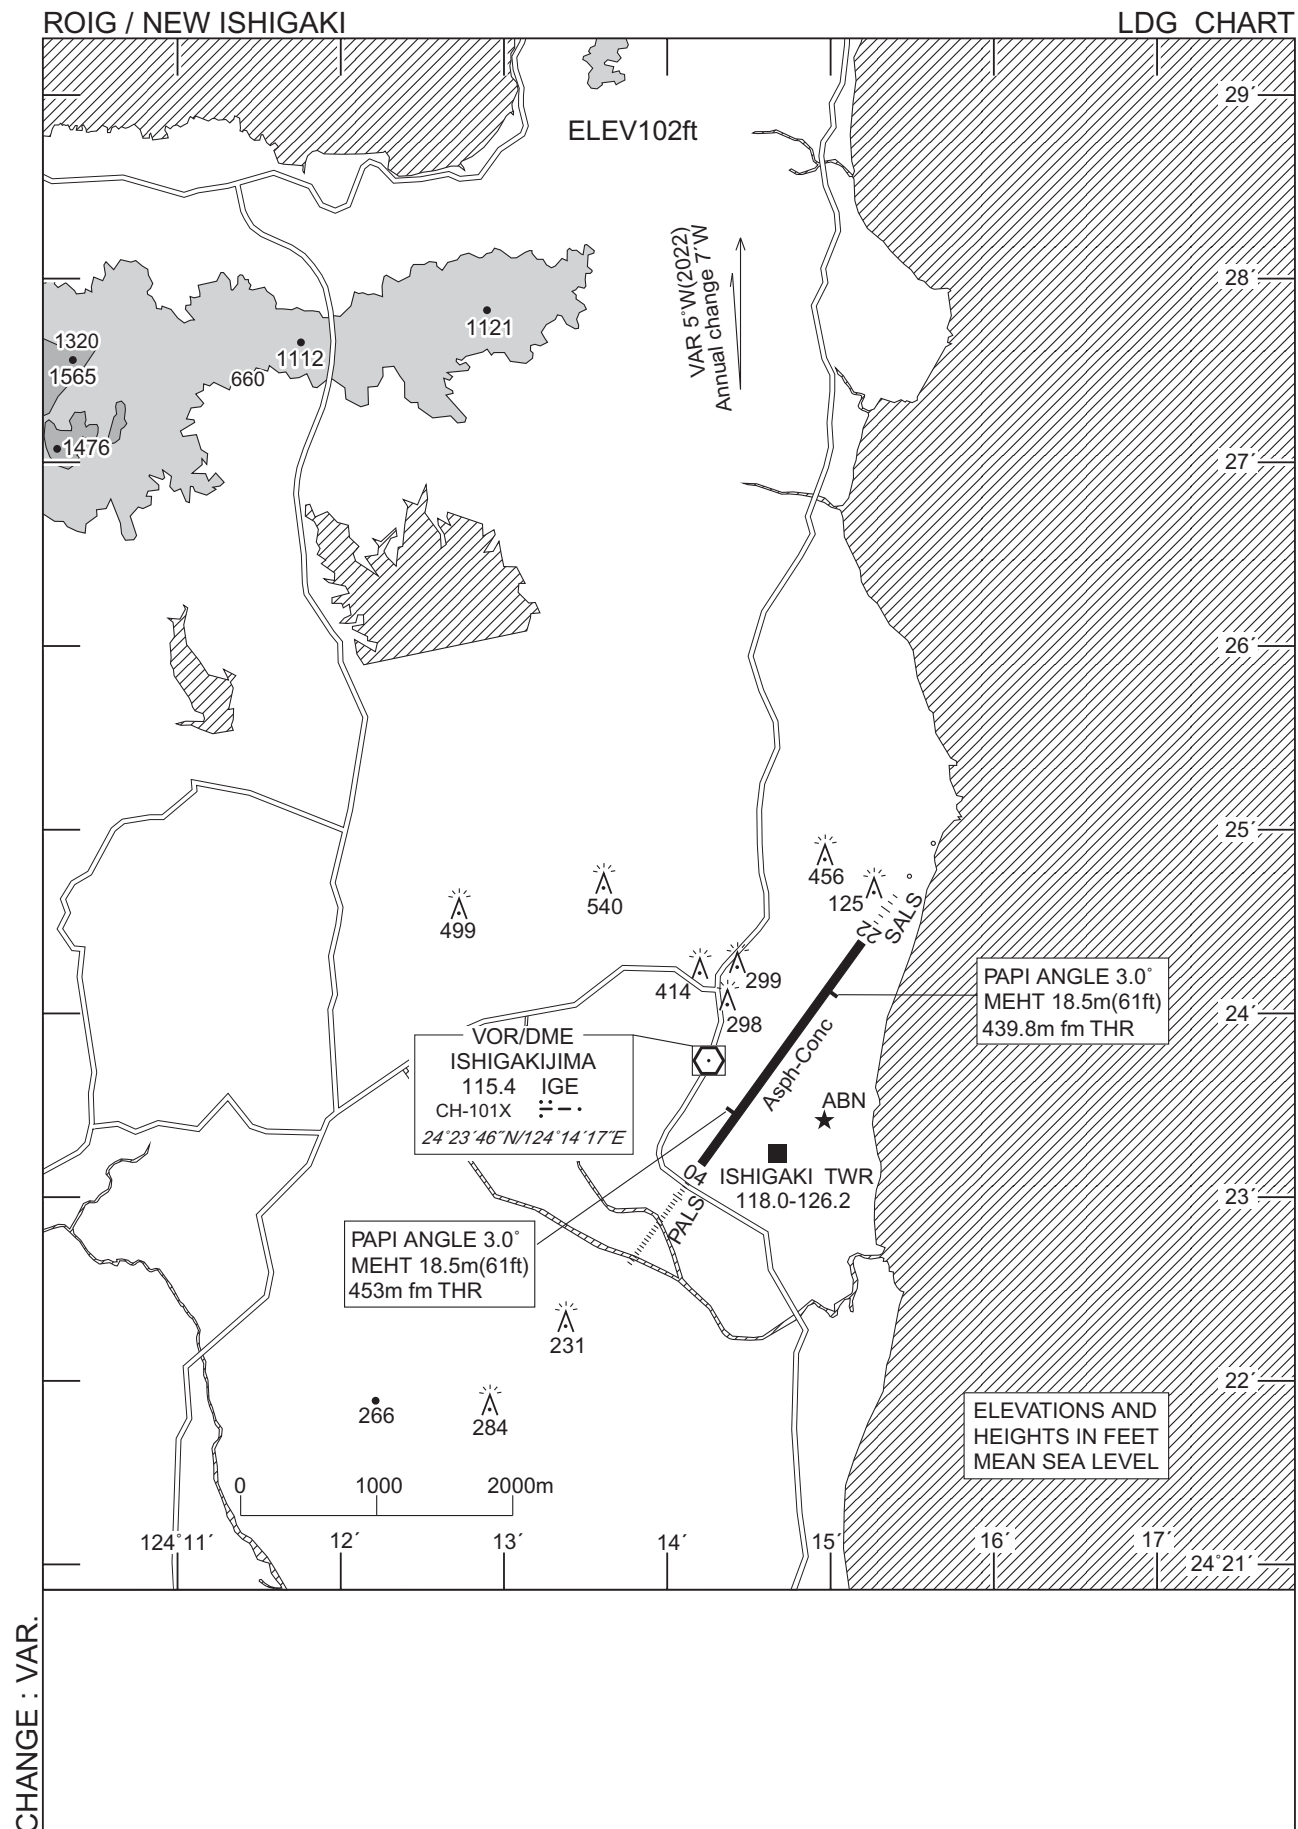 ROIG / NEW ISHIGAKI
LDG CHART
29´
ELEV102ft
VAR 5˚W(2022)
Annual change 7´W
28´
1121
1320
1112
1565
660
1476
27´
26´
25´
456
125
540
499
SALS
22
299
414
298
PAPI ANGLE 3.0˚
MEHT 18.5m(61ft)
439.8m fm THR
24´
VOR/DME
ISHIGAKIJIMA
115.4 IGE
CH-101X
24˚23´46˝N/124˚14´17˝E
Asph-Conc
ABN
04
ISHIGAKI TWR
118.0-126.2
23´
PALS
PAPI ANGLE 3.0˚
MEHT 18.5m(61ft)
453m fm THR
231
22´
266
284
ELEVATIONS AND
HEIGHTS IN FEET
MEAN SEA LEVEL
0 1000 2000m
124˚11´ 12´ 13´ 14´ 15´ 16´ 17´
24˚21´
CHANGE : VAR.